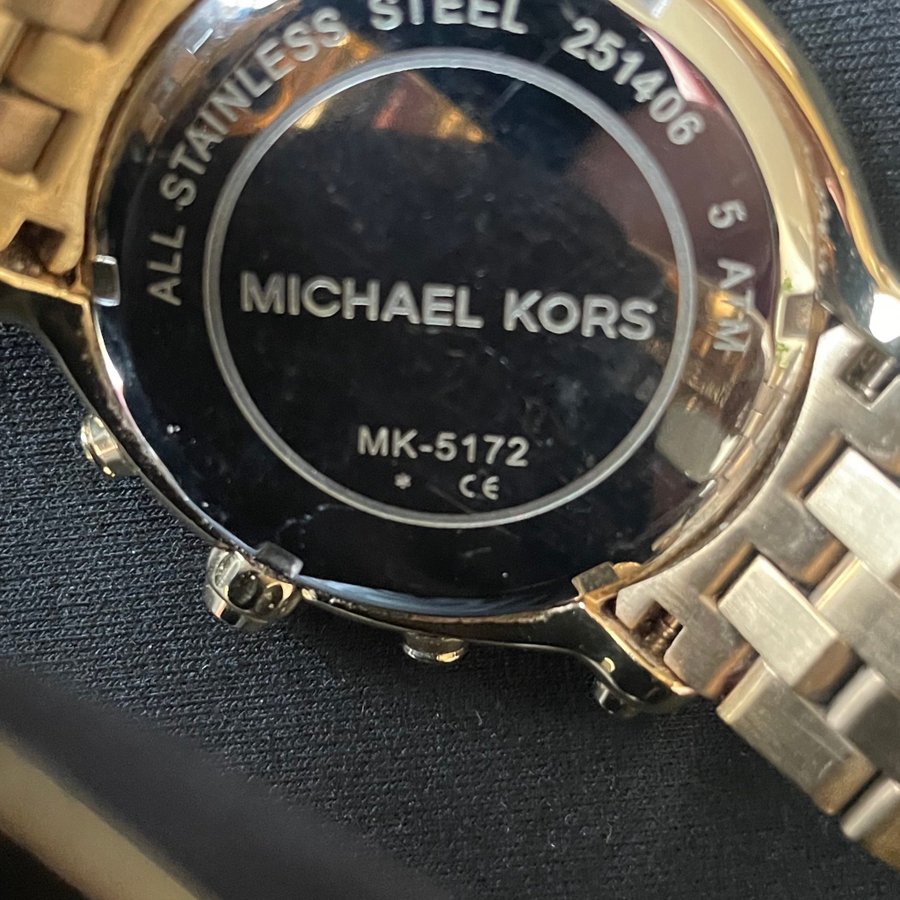 ALL STAINLESS STEEL 251406 5 ATM
MICHAEL KORS
MK-5172
* CE